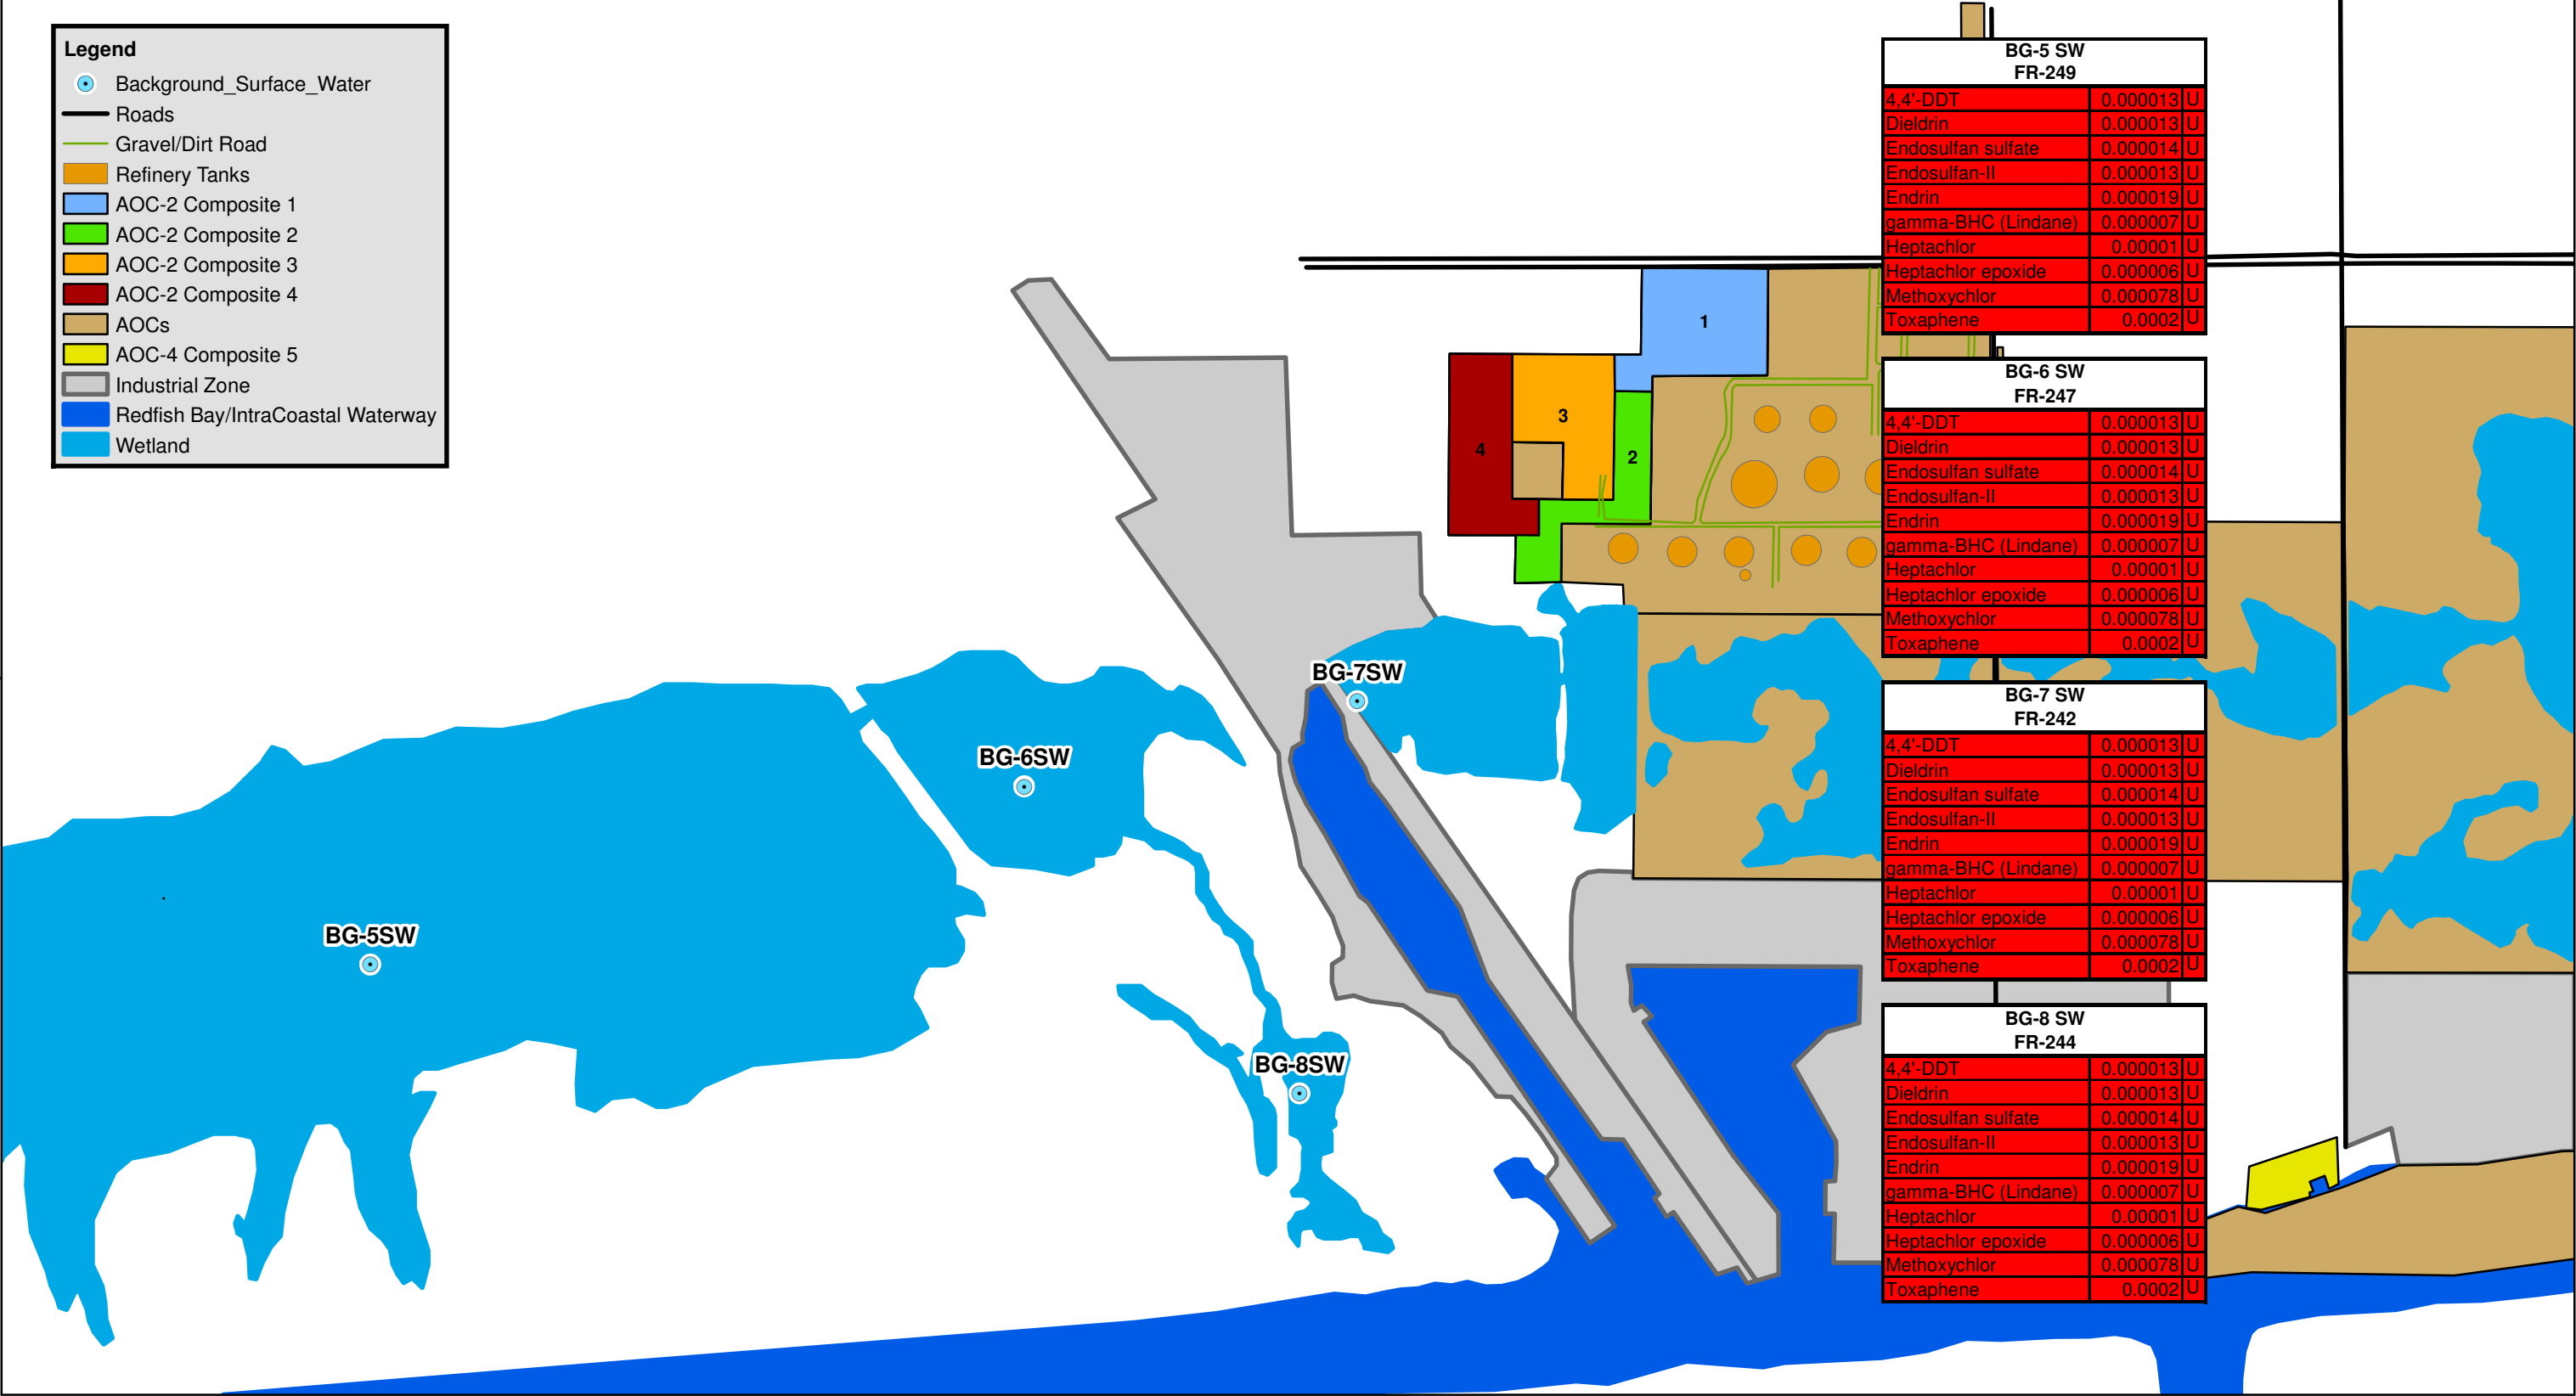 Legend
Background_Surface_Water
Roads
Gravel/Dirt Road
Refinery Tanks
AOC-2 Composite 1
AOC-2 Composite 2
AOC-2 Composite 3
AOC-2 Composite 4
AOCs
AOC-4 Composite 5
Industrial Zone
Redfish Bay/IntraCoastal Waterway
Wetland
1
3
4
2
BG-7SW
BG-6SW
BG-5SW
BG-8SW
BG-5 SW
FR-249
4,4'-DDT 0.000013 U
Dieldrin 0.000013 U
Endosulfan sulfate 0.000014 U
Endosulfan-II 0.000013 U
Endrin 0.000019 U
gamma-BHC (Lindane) 0.000007 U
Heptachlor 0.00001 U
Heptachlor epoxide 0.000006 U
Methoxychlor 0.000078 U
Toxaphene 0.0002 U
BG-6 SW
FR-247
4,4'-DDT 0.000013 U
Dieldrin 0.000013 U
Endosulfan sulfate 0.000014 U
Endosulfan-II 0.000013 U
Endrin 0.000019 U
gamma-BHC (Lindane) 0.000007 U
Heptachlor 0.00001 U
Heptachlor epoxide 0.000006 U
Methoxychlor 0.000078 U
Toxaphene 0.0002 U
BG-7 SW
FR-242
4,4'-DDT 0.000013 U
Dieldrin 0.000013 U
Endosulfan sulfate 0.000014 U
Endosulfan-II 0.000013 U
Endrin 0.000019 U
gamma-BHC (Lindane) 0.000007 U
Heptachlor 0.00001 U
Heptachlor epoxide 0.000006 U
Methoxychlor 0.000078 U
Toxaphene 0.0002 U
BG-8 SW
FR-244
4,4'-DDT 0.000013 U
Dieldrin 0.000013 U
Endosulfan sulfate 0.000014 U
Endosulfan-II 0.000013 U
Endrin 0.000019 U
gamma-BHC (Lindane) 0.000007 U
Heptachlor 0.00001 U
Heptachlor epoxide 0.000006 U
Methoxychlor 0.000078 U
Toxaphene 0.0002 U